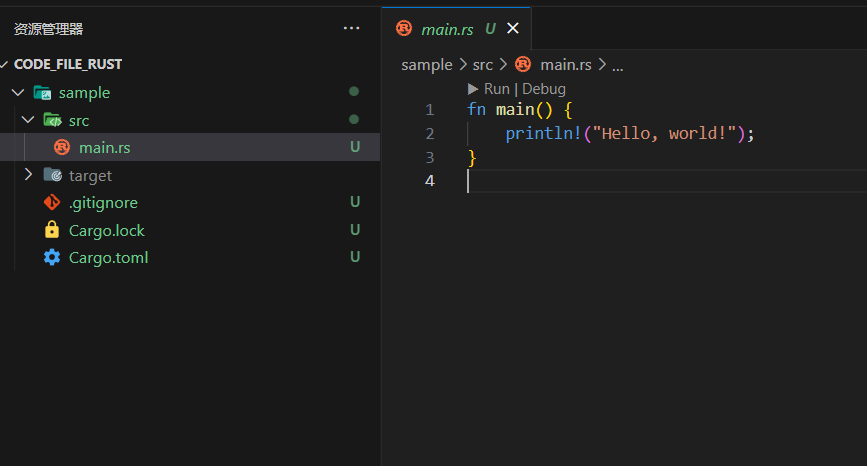 资源管理器 ...
CODE_FILE_RUST
sample
src
main.rs U
target
.gitignore U
Cargo.lock U
Cargo.toml U
main.rs U
sample > src > main.rs > ...
Run | Debug
1 fn main() {
2 println!("Hello, world!");
3 }
4